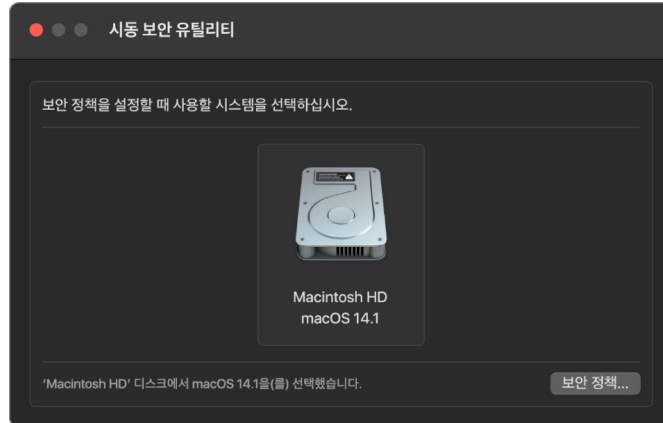 시동 보안 유틸리티
보안 정책을 설정할 때 사용할 시스템을 선택하십시오.
Macintosh HD
macOS 14.1
‘Macintosh HD’ 디스크에서 macOS 14.1을(를) 선택했습니다.
보안 정책...